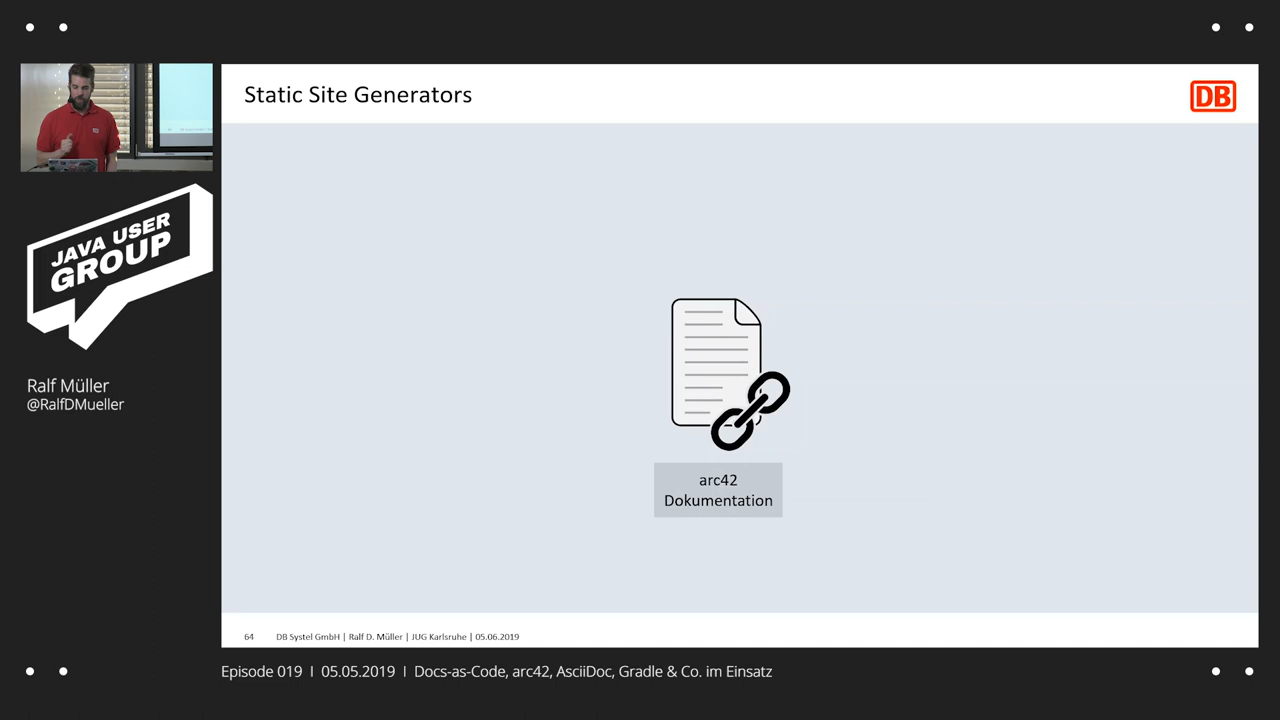 Static Site Generators
DB
JAVA USER
GROUP
Ralf Müller
@RalfDMueller
arc42
Dokumentation
64 DB Systel GmbH | Ralf D. Müller | JUG Karlsruhe | 05.06.2019
Episode 019 I 05.05.2019 I Docs-as-Code, arc42, AsciiDoc, Gradle & Co. im Einsatz